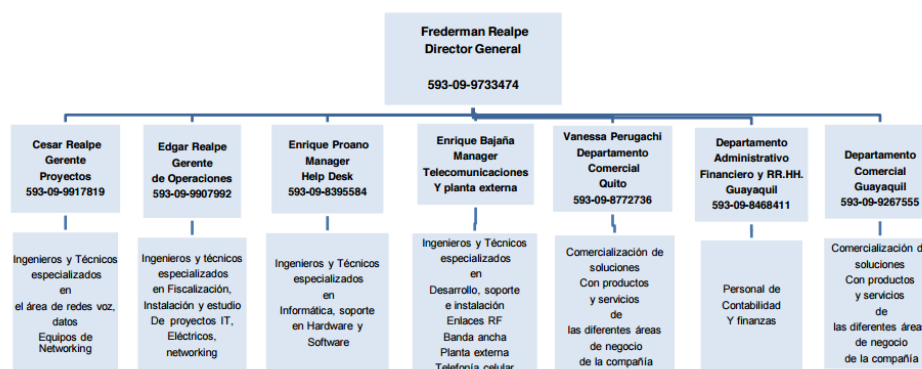 Frederman Realpe
Director General
593-09-9733474
Cesar Realpe
Gerente
Proyectos
593-09-9917819
Edgar Realpe
Gerente
de Operaciones
593-09-9907992
Enrique Proano
Manager
Help Desk
593-09-8395584
Enrique Bajaña
Manager
Telecomunicaciones
Y planta externa
Vanessa Perugachi
Departamento
Comercial
Quito
593-09-8772736
Departamento
Administrativo
Financiero y RR.HH.
Guayaquil
593-09-8468411
Departamento
Comercial
Guayaquil
593-09-9267555
Ingenieros y Técnicos
especializados
en
el área de redes voz,
datos
Equipos de
Networking
Ingenieros y técnicos
especializados
en Fiscalización,
Instalación y estudio
De proyectos IT,
Eléctricos,
networking
Ingenieros y Técnicos
especializados
en
Informática, soporte
en Hardware y
Software
Ingenieros y Técnicos
especializados
en
Desarrollo, soporte
e instalación
Enlaces RF
Banda ancha
Planta externa
Telefonía celular
Comercialización de
soluciones
Con productos
y servicios
de
las diferentes áreas
de negocio
de la compañía
Personal de
Contabilidad
Y finanzas
Comercialización de
soluciones
Con productos
y servicios
de
las diferentes áreas
de negocio
de la compañía